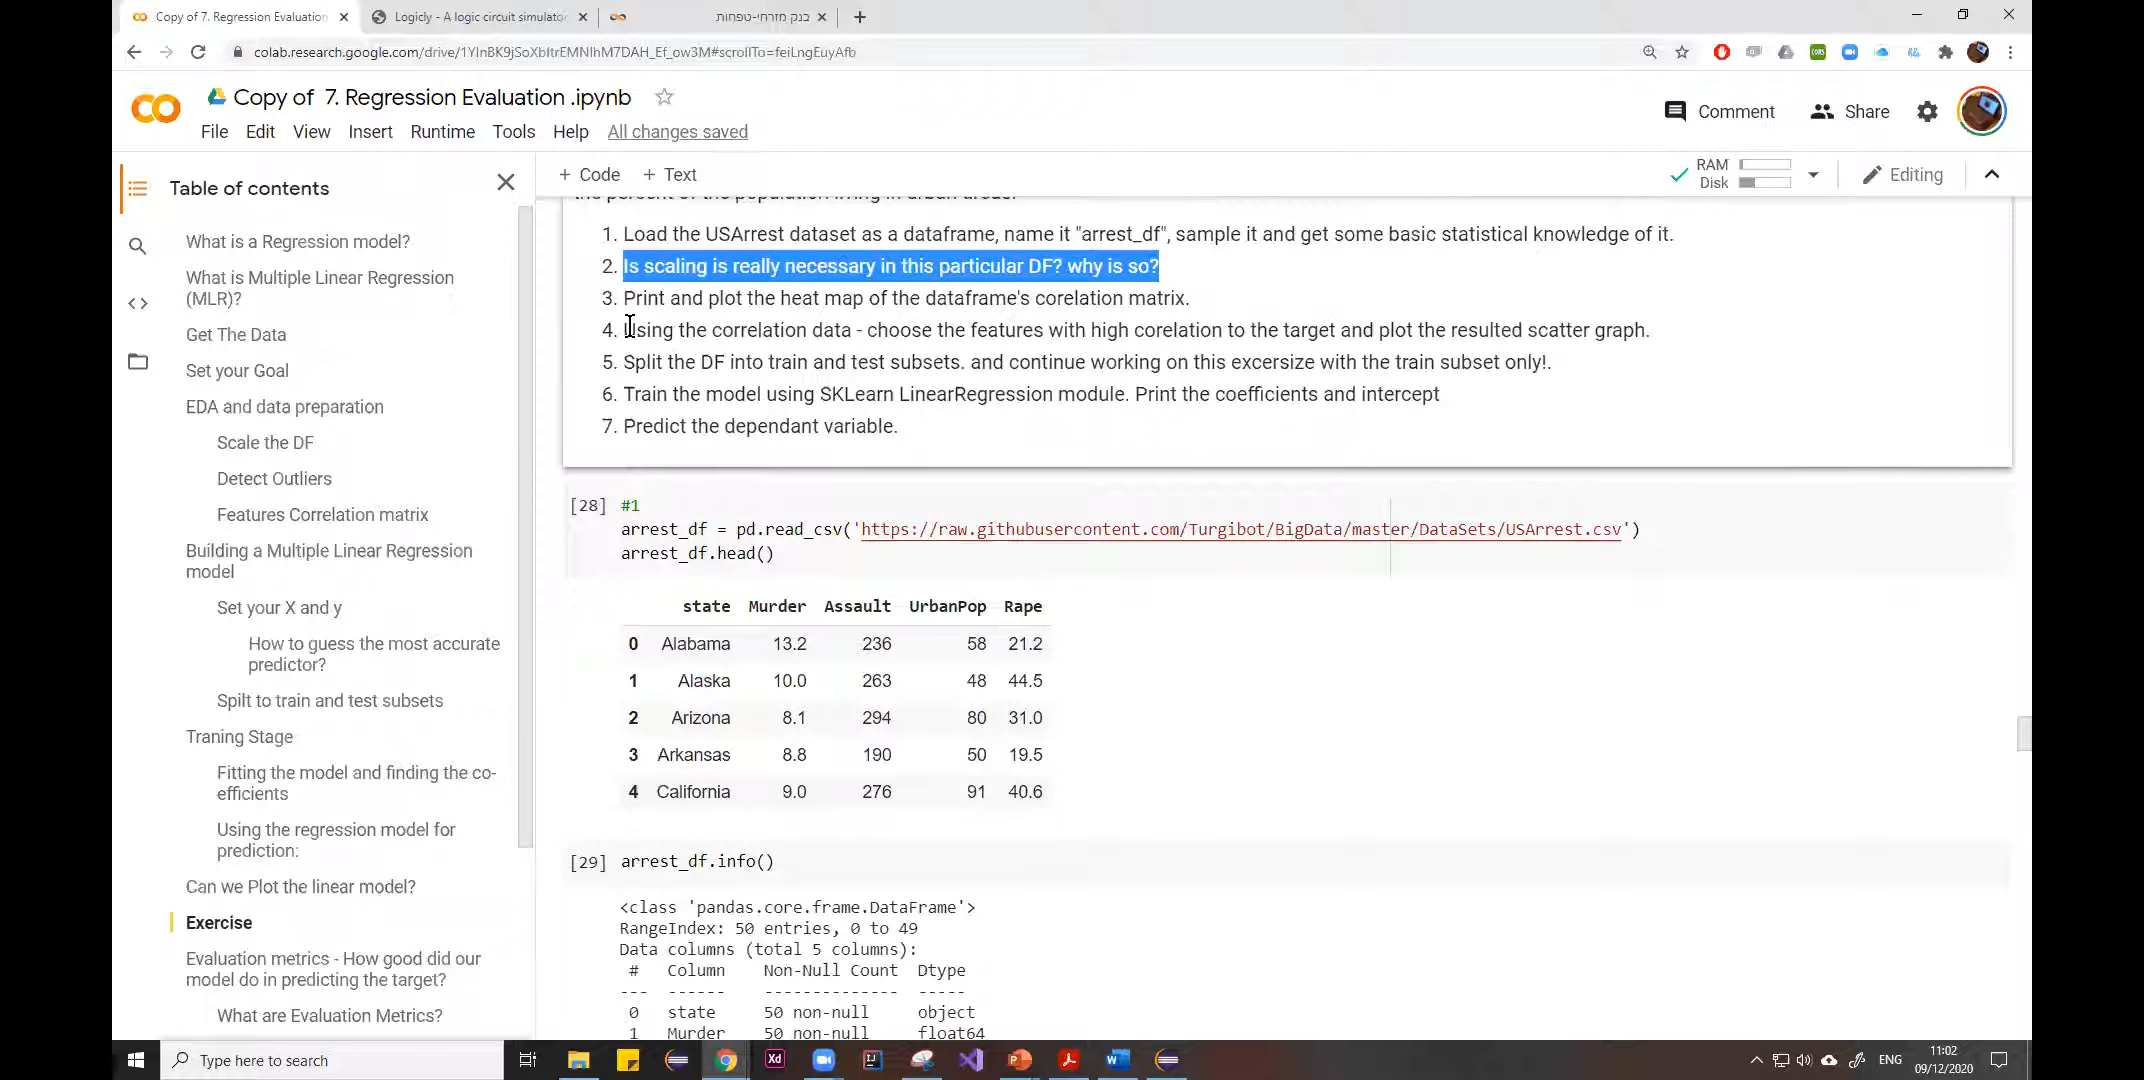 Copy of 7. Regression Evaluation
Logicly - A logic circuit simulator
בנק מזרחי-טפחות
colab.research.google.com/drive/1YlnBK9jSoXbItrEMNIhM7DAH_Ef_ow3M#scrollTo=feiLngEuyAfb
Copy of 7. Regression Evaluation .ipynb
Comment
Share
File Edit View Insert Runtime Tools Help All changes saved
+ Code + Text
RAM
Disk
Editing
Table of contents
What is a Regression model?
What is Multiple Linear Regression
(MLR)?
Get The Data
Set your Goal
EDA and data preparation
Scale the DF
Detect Outliers
Features Correlation matrix
Building a Multiple Linear Regression
model
Set your X and y
How to guess the most accurate
predictor?
Spilt to train and test subsets
Traning Stage
Fitting the model and finding the co-
efficients
Using the regression model for
prediction:
Can we Plot the linear model?
Exercise
Evaluation metrics - How good did our
model do in predicting the target?
What are Evaluation Metrics?
the percent of the population living in urban areas.
1. Load the USArrest dataset as a dataframe, name it "arrest_df", sample it and get some basic statistical knowledge of it.
2. Is scaling is really necessary in this particular DF? why is so?
3. Print and plot the heat map of the dataframe's corelation matrix.
4. Using the correlation data - choose the features with high corelation to the target and plot the resulted scatter graph.
5. Split the DF into train and test subsets. and continue working on this excersize with the train subset only!.
6. Train the model using SKLearn LinearRegression module. Print the coefficients and intercept
7. Predict the dependant variable.
[28] #1
arrest_df = pd.read_csv('https://raw.githubusercontent.com/Turgibot/BigData/master/DataSets/USArrest.csv')
arrest_df.head()
state Murder Assault UrbanPop Rape
0 Alabama 13.2 236 58 21.2
1 Alaska 10.0 263 48 44.5
2 Arizona 8.1 294 80 31.0
3 Arkansas 8.8 190 50 19.5
4 California 9.0 276 91 40.6
[29] arrest_df.info()
<class 'pandas.core.frame.DataFrame'>
RangeIndex: 50 entries, 0 to 49
Data columns (total 5 columns):
# Column Non-Null Count Dtype
--- ------ -------------- -----
0 state 50 non-null object
1 Murder 50 non-null float64
Type here to search
Xd
ENG
11:02
09/12/2020